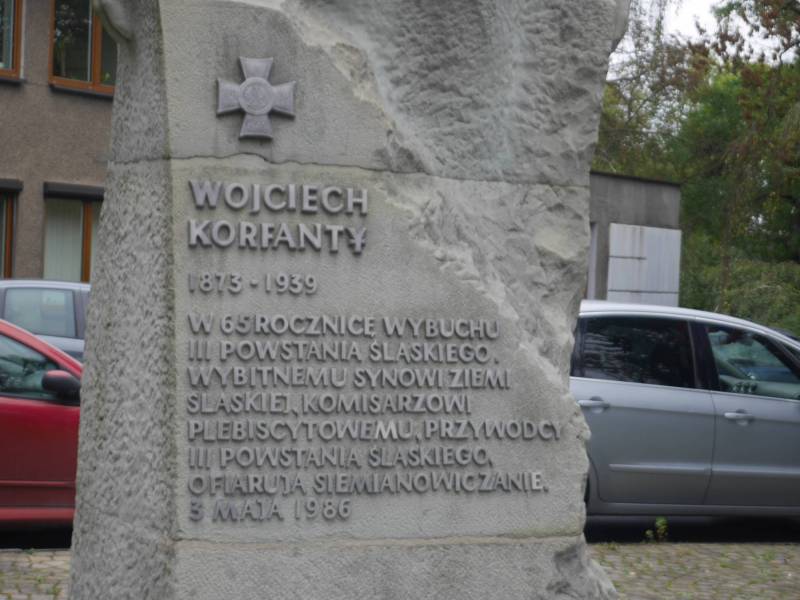 WOJCIECH
KORFANTY
1873 - 1939
W 65 ROCZNICĘ WYBUCHU
III POWSTANIA ŚLĄSKIEGO,
WYBITNEMU SYNOWI ZIEMI
ŚLĄSKIEJ, KOMISARZOWI
PLEBISCYTOWEMU, PRZYWÓDCY
III POWSTANIA ŚLĄSKIEGO,
OFIARUJĄ SIEMIANOWICZANIE.
3 MAJA 1986